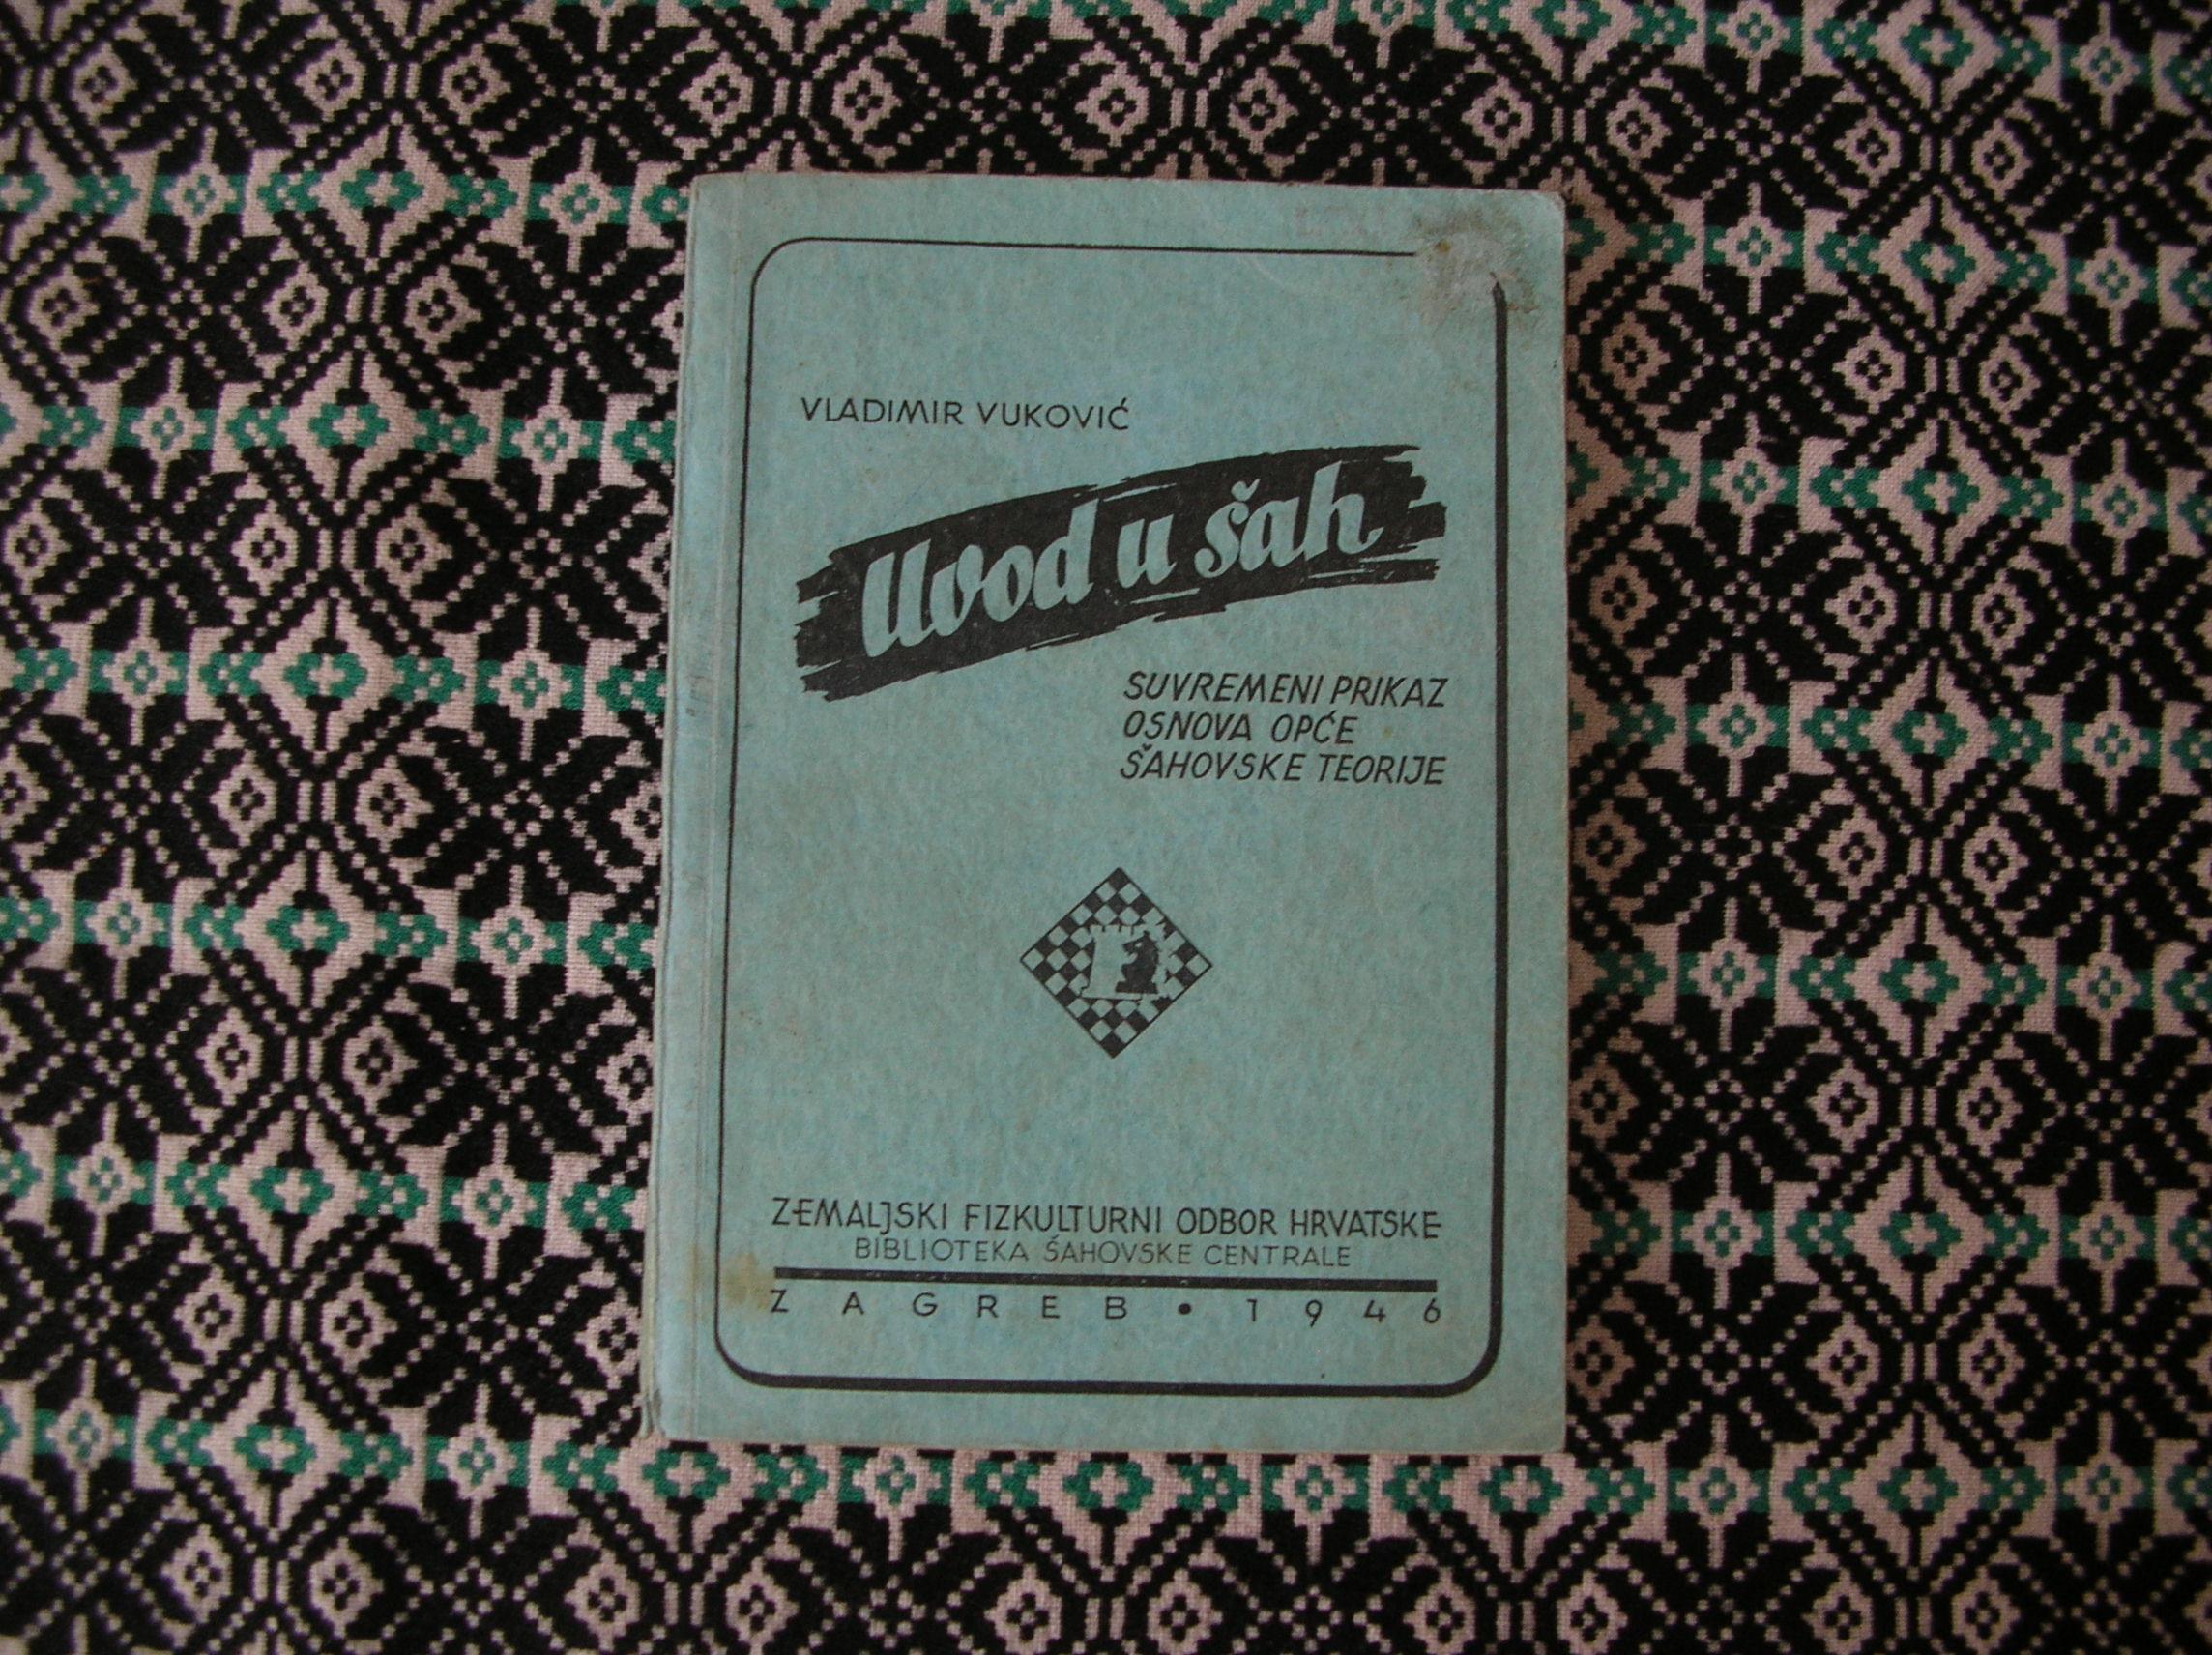 VLADIMIR VUKOVIĆ
Uvod u šah
SUVREMENI PRIKAZ
OSNOVA OPĆE
ŠAHOVSKE TEORIJE
ZEMALJSKI FIZKULTURNI ODBOR HRVATSKE
BIBLIOTEKA ŠAHOVSKE CENTRALE
ZAGREB • 1946